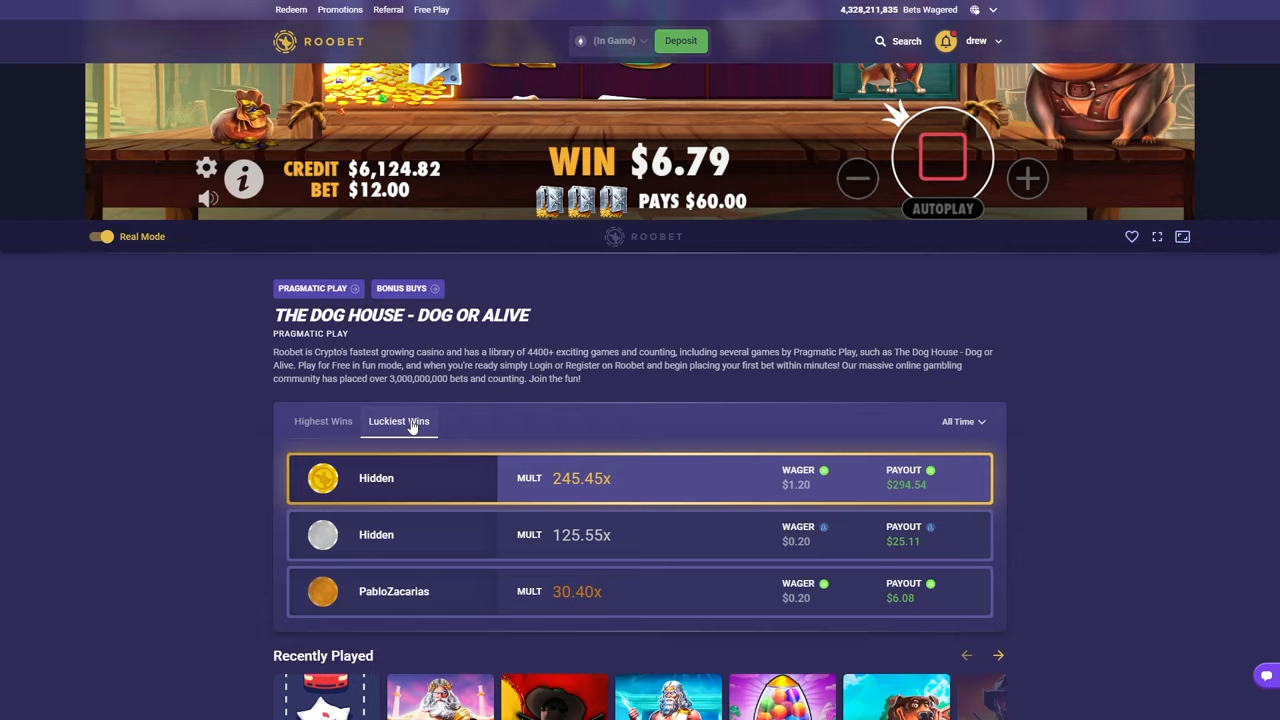 Redeem Promotions Referral Free Play 4,328,211,835 Bets Wagered
ROOBET (In Game) Deposit Search drew
WIN $6.79
CREDIT $6,124.82
BET $12.00
PAYS $60.00
AUTOPLAY
Real Mode ROOBET
PRAGMATIC PLAY BONUS BUYS
THE DOG HOUSE - DOG OR ALIVE
PRAGMATIC PLAY
Roobet is Crypto's fastest growing casino and has a library of 4400+ exciting games and counting, including several games by Pragmatic Play, such as The Dog House - Dog or
Alive. Play for Free in fun mode, and when you're ready simply Login or Register on Roobet and begin placing your first bet within minutes! Our massive online gambling
community has placed over 3,000,000,000 bets and counting. Join the fun!
Highest Wins Luckiest Wins All Time
Hidden MULT 245.45x WAGER $1.20 PAYOUT $294.54
Hidden MULT 125.55x WAGER $0.20 PAYOUT $25.11
PabloZacarias MULT 30.40x WAGER $0.20 PAYOUT $6.08
Recently Played